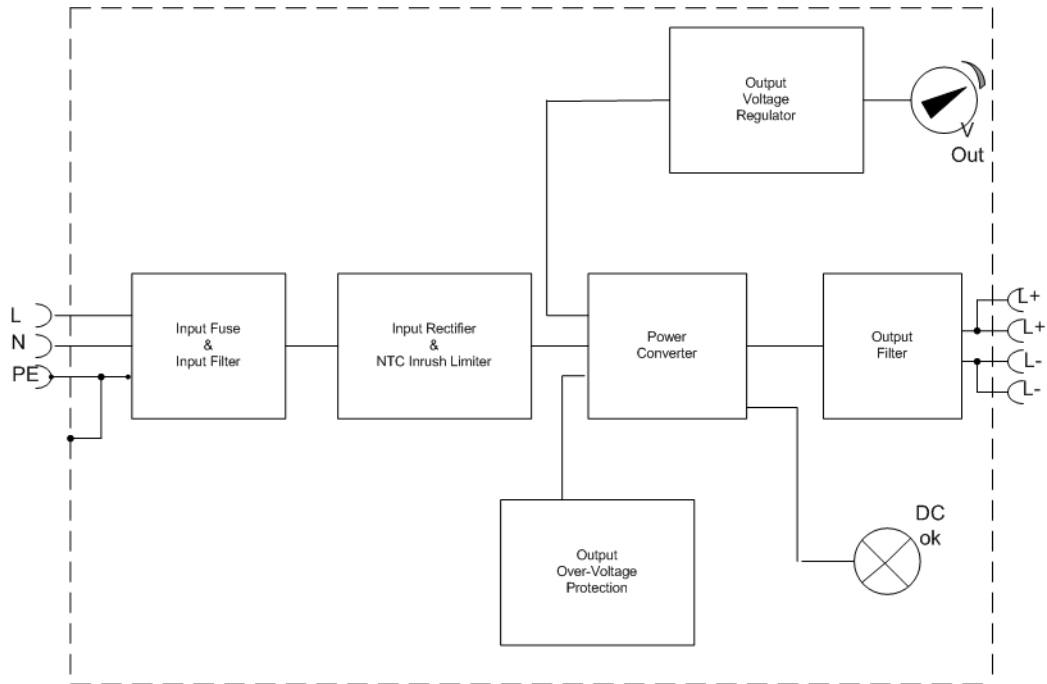 Output
Voltage
Regulator
V
Out
L
N
PE
Input Fuse
&
Input Filter
Input Rectifier
&
NTC Inrush Limiter
Power
Converter
Output
Filter
L+
L+
L-
L-
Output
Over-Voltage
Protection
DC
ok